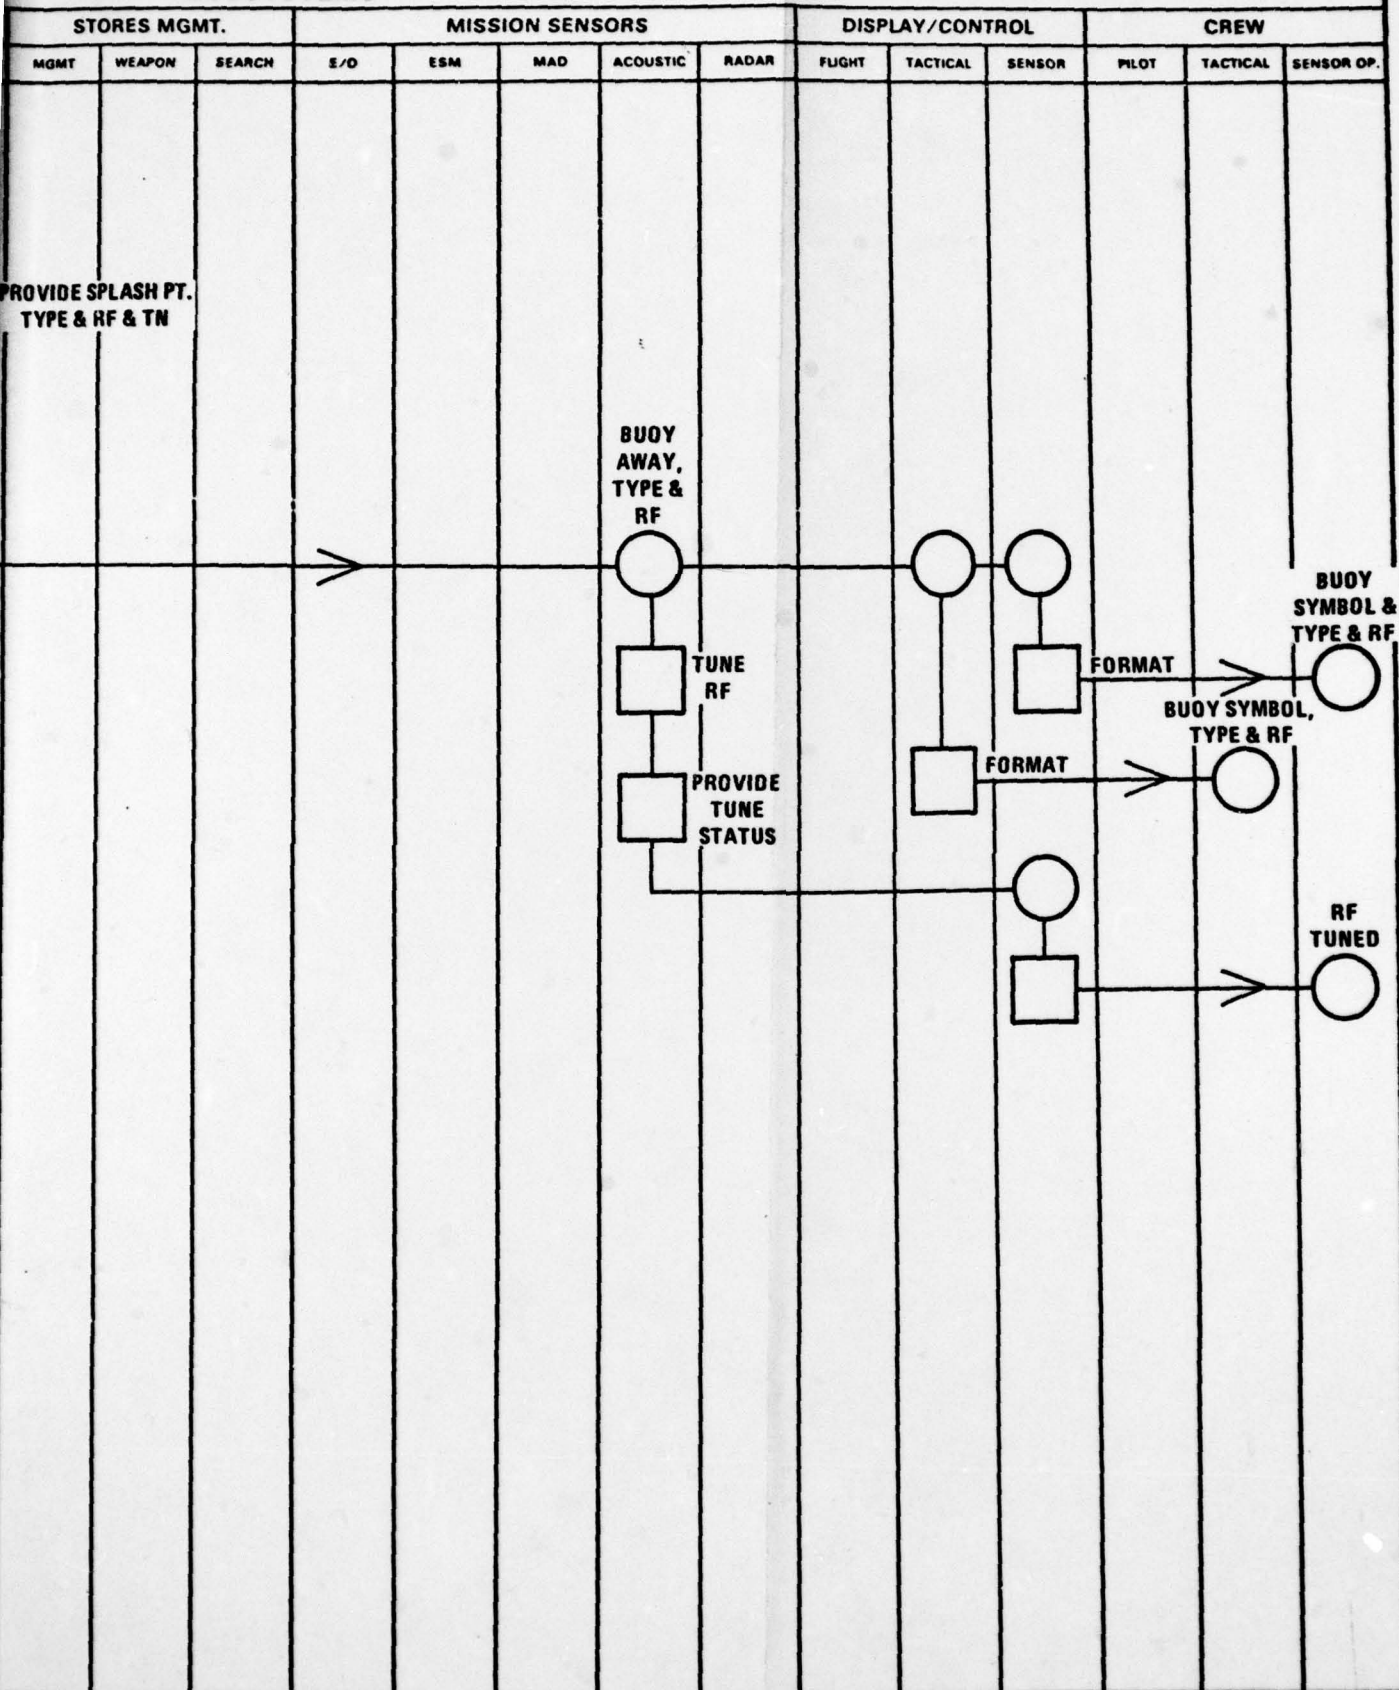 STORES MGMT. MISSION SENSORS DISPLAY/CONTROL CREW
MGMT WEAPON SEARCH E/O ESM MAD ACOUSTIC RADAR FLIGHT TACTICAL SENSOR PILOT TACTICAL SENSOR OP.
PROVIDE SPLASH PT.
TYPE & RF & TN
BUOY
AWAY,
TYPE &
RF
BUOY
SYMBOL &
TYPE & RF
TUNE
RF
FORMAT
BUOY SYMBOL,
TYPE & RF
FORMAT
PROVIDE
TUNE
STATUS
RF
TUNED